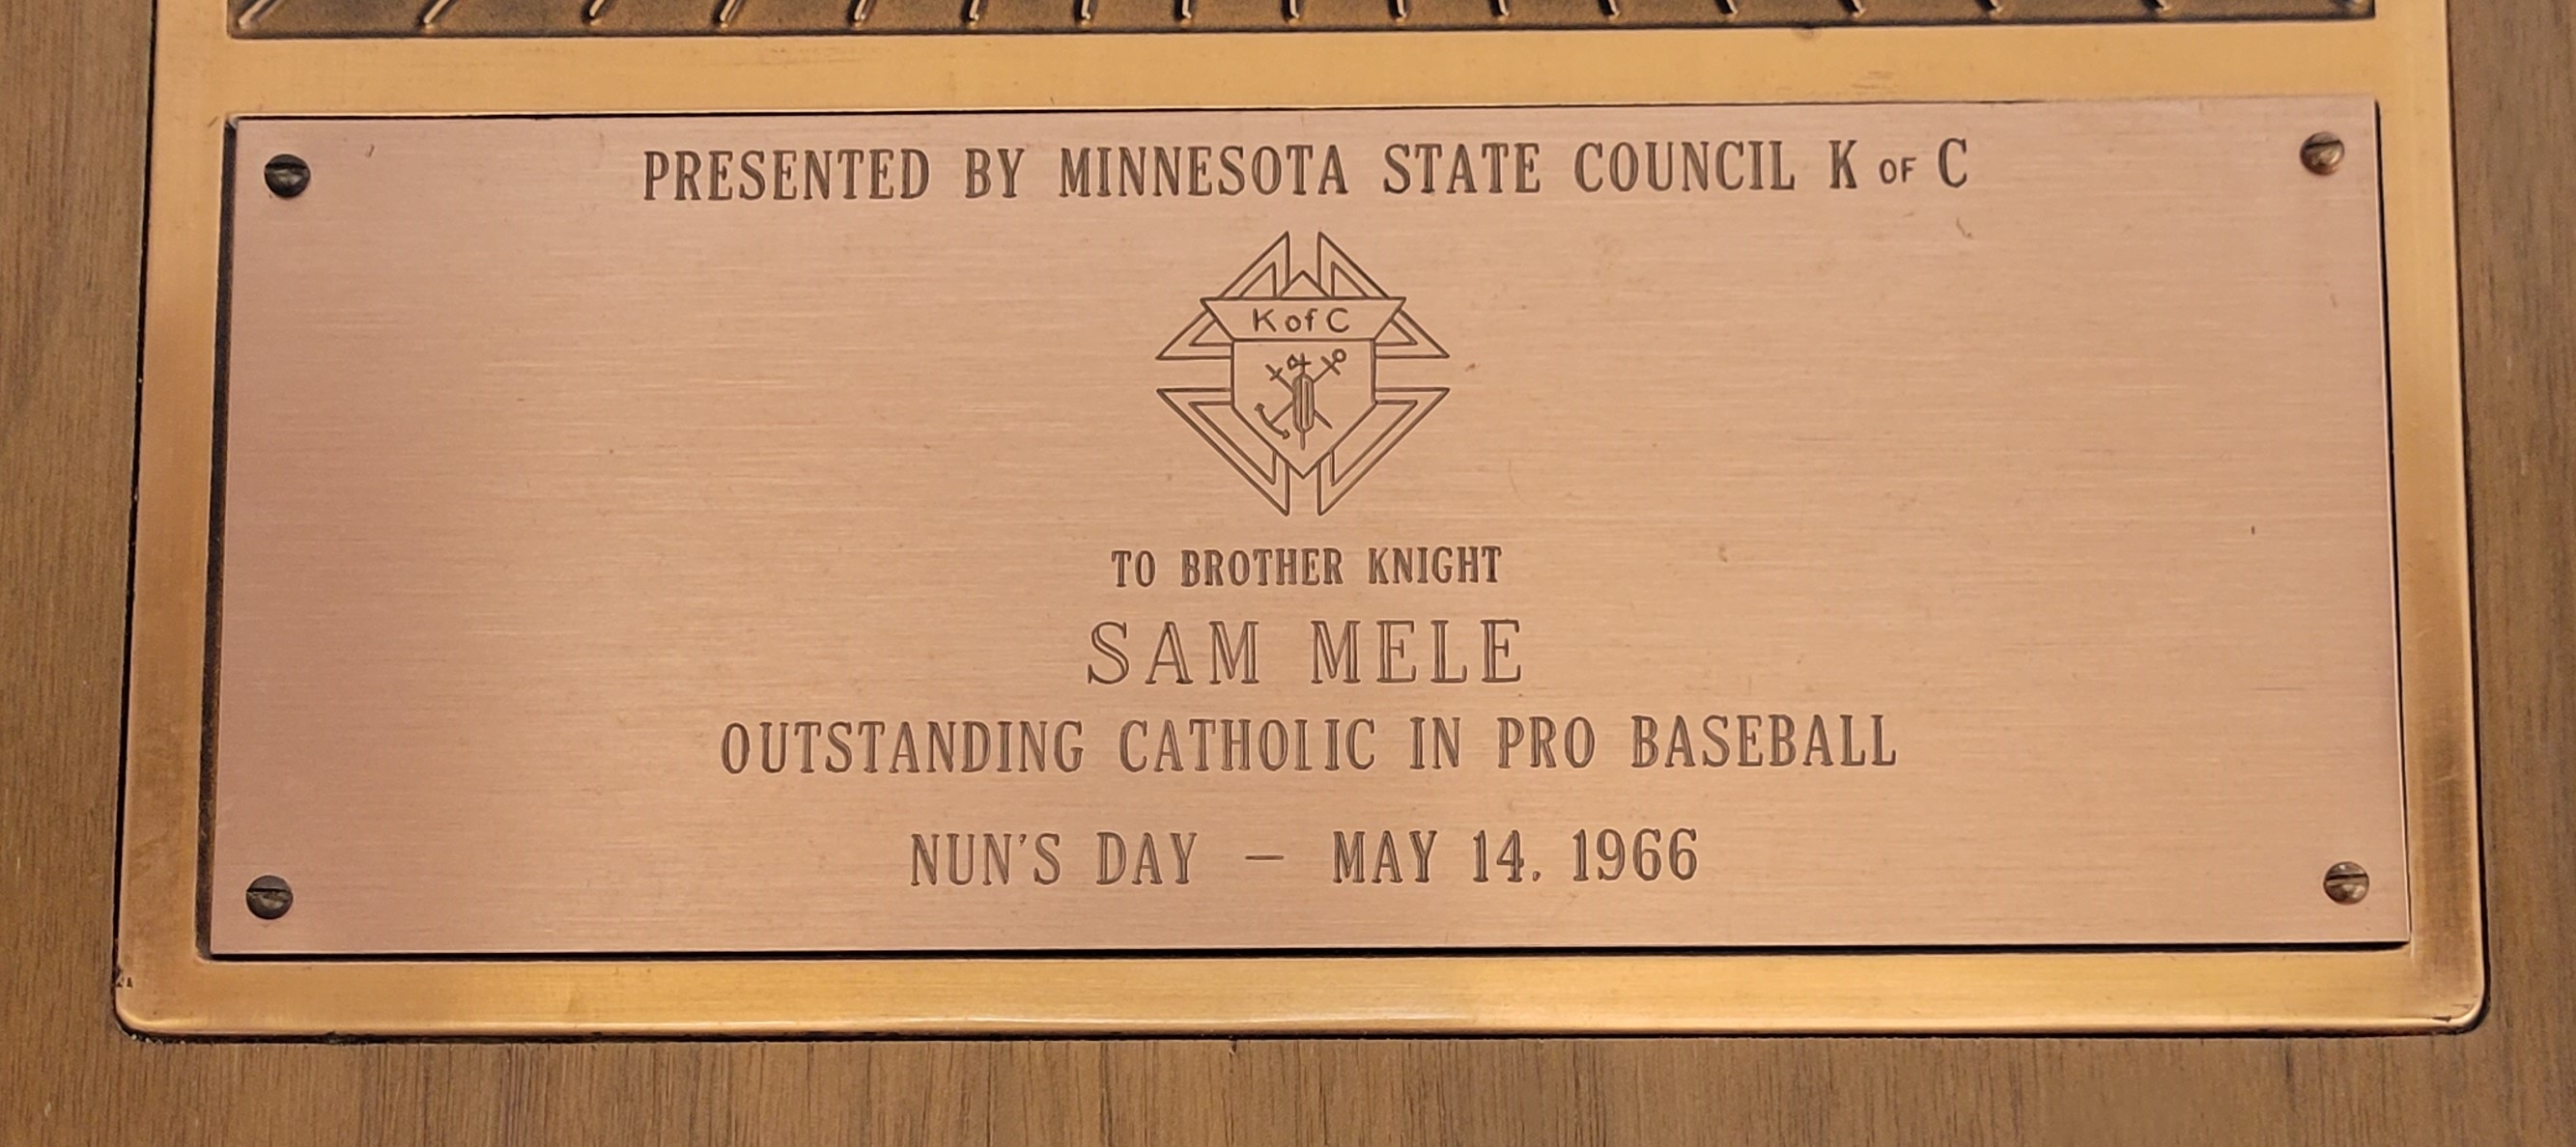 PRESENTED BY MINNESOTA STATE COUNCIL K OF C
K of C
TO BROTHER KNIGHT
SAM MELE
OUTSTANDING CATHOLIC IN PRO BASEBALL
NUN'S DAY — MAY 14, 1966